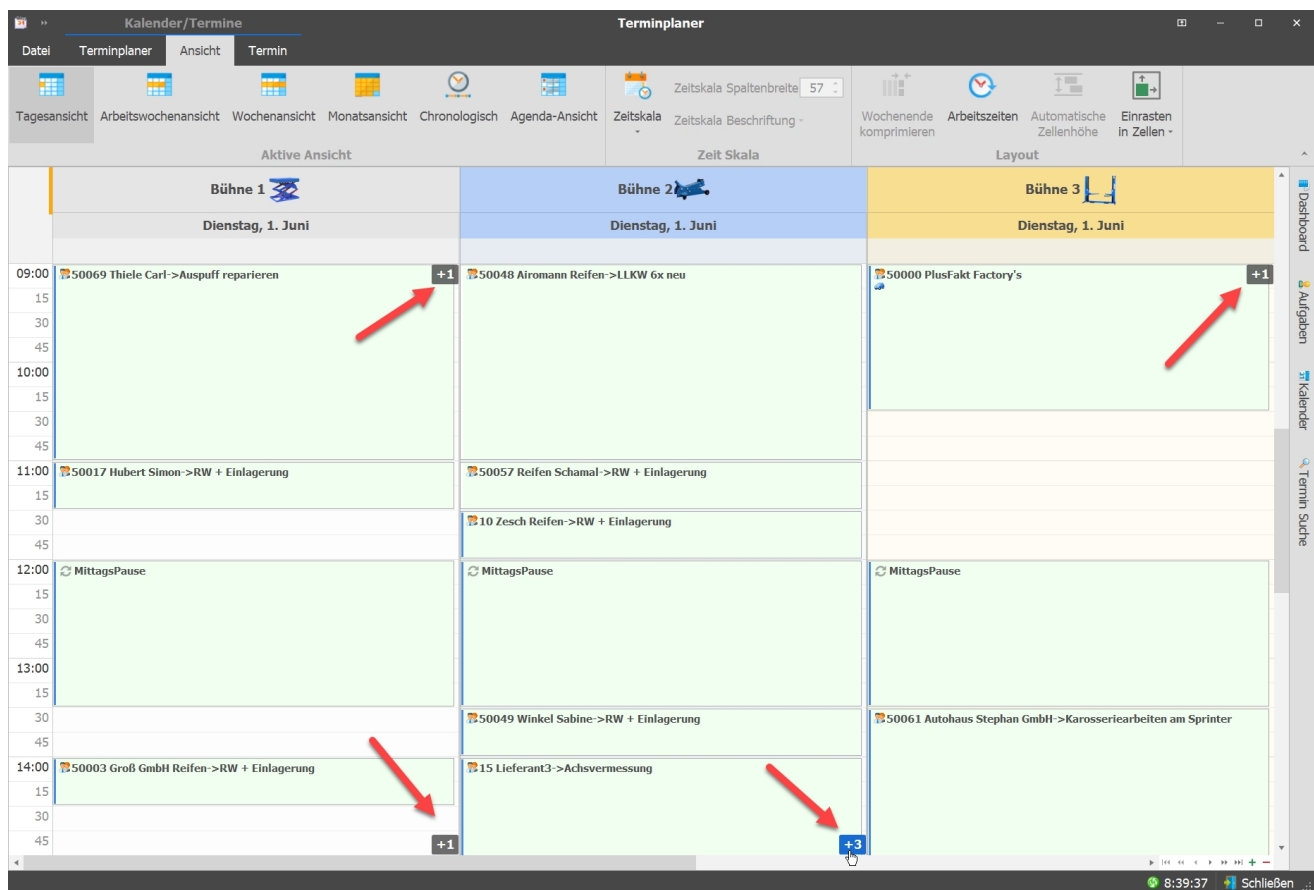 Kalender/Termine
Terminplaner
Datei Terminplaner Ansicht Termin
Tagesansicht Arbeitswochenansicht Wochenansicht Monatsansicht Chronologisch Agenda-Ansicht
Aktive Ansicht
Zeitskala
Zeitskala Spaltenbreite 57
Zeitskala Beschriftung
Zeit Skala
Wochenende komprimieren
Arbeitszeiten
Automatische Zellenhöhe
Einrasten in Zellen
Layout
Bühne 1 Bühne 2 Bühne 3
Dienstag, 1. Juni Dienstag, 1. Juni Dienstag, 1. Juni
09:00 50069 Thiele Carl->Auspuff reparieren +1 50048 Airomann Reifen->LLKW 6x neu 50000 PlusFakt Factory's +1
15
30
45
10:00
15
30
45
11:00 50017 Hubert Simon->RW + Einlagerung 50057 Reifen Schamal->RW + Einlagerung
15
30 10 Zesch Reifen->RW + Einlagerung
45
12:00 MittagsPause MittagsPause MittagsPause
15
30
45
13:00
15
30 50049 Winkel Sabine->RW + Einlagerung 50061 Autohaus Stephan GmbH->Karosseriearbeiten am Sprinter
45
14:00 50003 Groß GmbH Reifen->RW + Einlagerung 15 Lieferant3->Achsvermessung
15
30
45 +1 +3
Dashboard
Aufgaben
Kalender
Termin Suche
8:39:37 Schließen